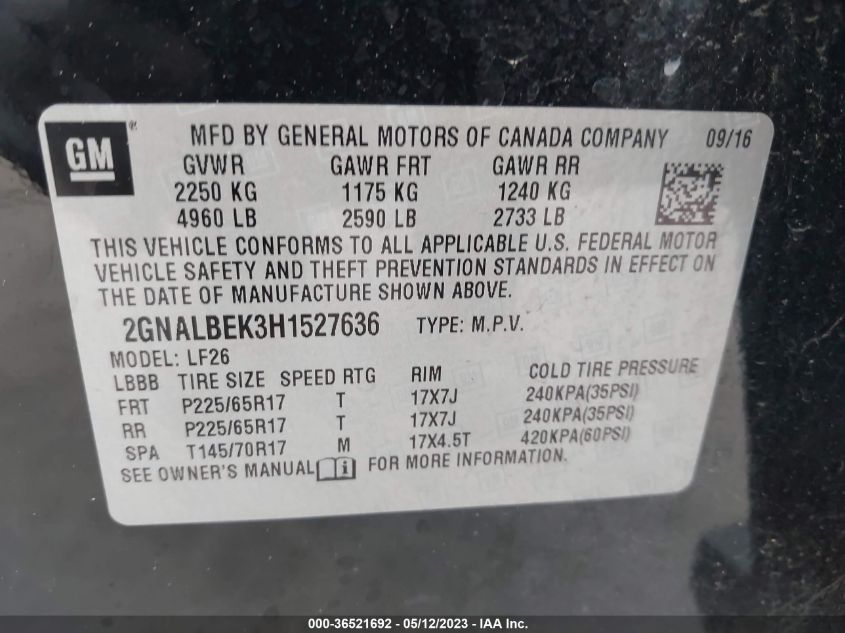 GM ® MFD BY GENERAL MOTORS OF CANADA COMPANY 09/16
GVWR GAWR FRT GAWR RR
2250 KG 1175 KG 1240 KG
4960 LB 2590 LB 2733 LB
THIS VEHICLE CONFORMS TO ALL APPLICABLE U.S. FEDERAL MOTOR
VEHICLE SAFETY AND THEFT PREVENTION STANDARDS IN EFFECT ON
THE DATE OF MANUFACTURE SHOWN ABOVE.
2GNALBEK3H1527636 TYPE: M.P.V.
MODEL: LF26
LBBB TIRE SIZE SPEED RTG RIM COLD TIRE PRESSURE
FRT P225/65R17 T 17X7J 240KPA(35PSI)
RR P225/65R17 T 17X7J 240KPA(35PSI)
SPA T145/70R17 M 17X4.5T 420KPA(60PSI)
SEE OWNER'S MANUAL i FOR MORE INFORMATION.
000-36521692 - 05/12/2023 - IAA Inc.